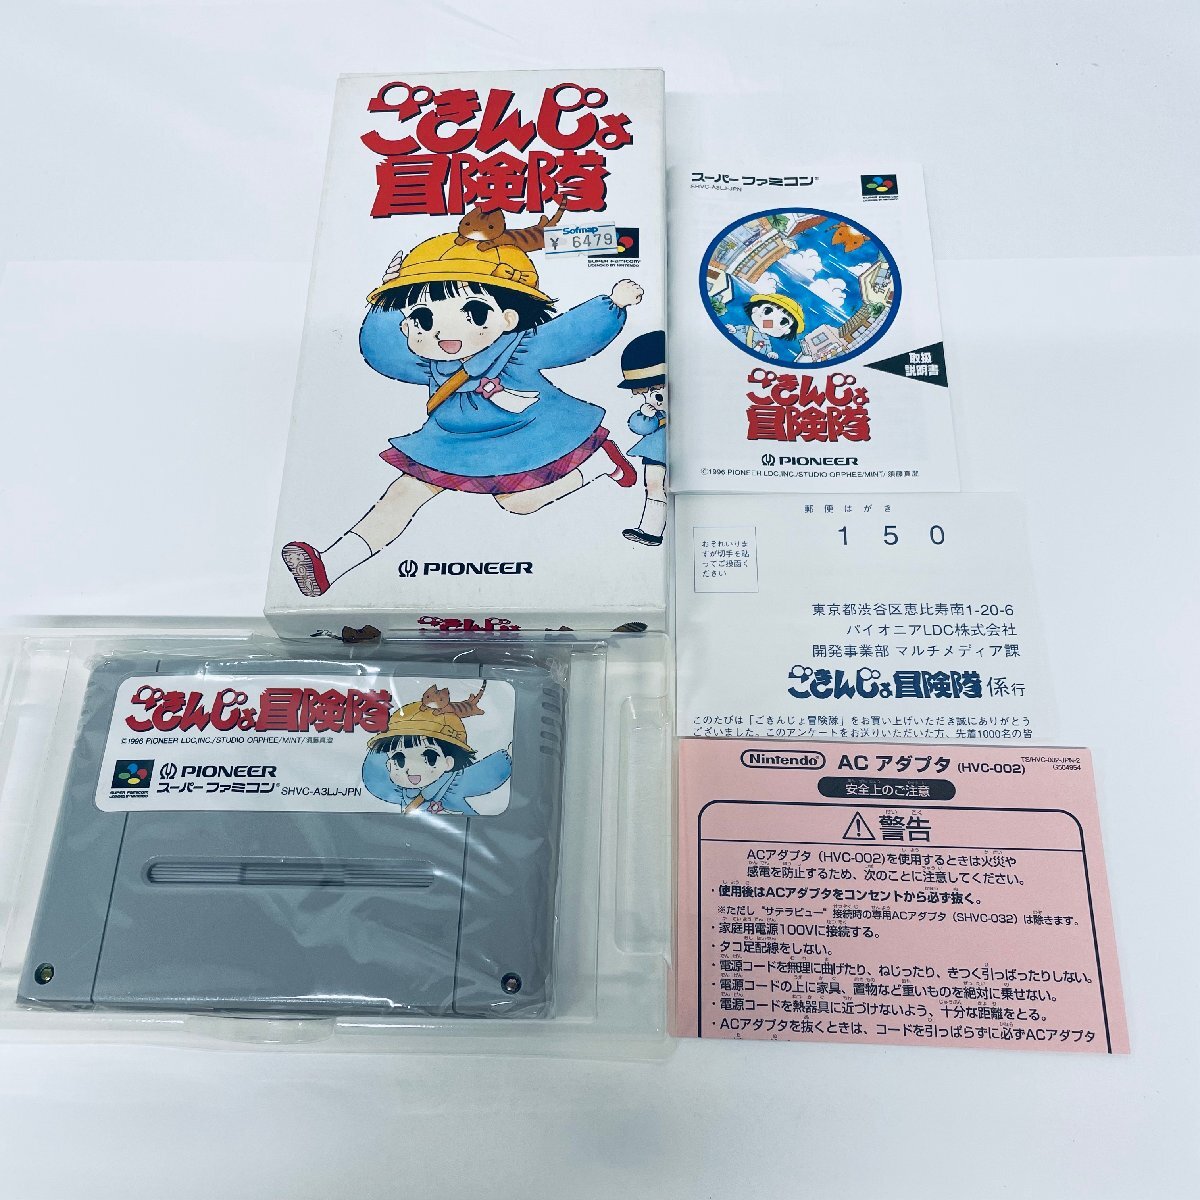 ごきんじょ
冒険隊
Sofmap
¥ 6479
SUPER FAMICOM
LICENSED BY NINTENDO
PIONEER
ごきんじょ冒険隊
スーパーファミコン
SHVC-A3LJ-JPN
取扱
説明書
ごきんじょ
冒険隊
PIONEER
©1996 PIONEER LDC,INC./STUDIO ORPHEE/MINT/須藤真澄
郵便はがき
150
おそれいりま
すが切手を貼
ってご投函く
ださい
東京都渋谷区恵比寿南1-20-6
パイオニアLDC株式会社
開発事業部 マルチメディア課
ごきんじょ冒険隊 係行
このたびは「ごきんじょ冒険隊」をお買い上げいただき誠にありがとう
ございました。このアンケートをお送りいただいた方、先着1000名の皆
ごきんじょ冒険隊
©1996 PIONEER LDC,INC./STUDIO ORPHEE/MINT/須藤真澄
SUPER FAMICOM
LICENSED BY NINTENDO
PIONEER
スーパーファミコン SHVC-A3LJ-JPN
Nintendo ACアダプタ (HVC-002)
安全上のご注意
警告
ACアダプタ(HVC-002)を使用するときは火災や
感電を防止するため、次のことに注意してください。
・使用後はACアダプタをコンセントから必ず抜く。
※ただし"サテラビュー"接続時の専用ACアダプタ(SHVC-032)は除きます。
・家庭用電源100Vに接続する。
・タコ足配線をしない。
・電源コードを無理に曲げたり、ねじったり、きつく引っぱったりしない。
・電源コードの上に家具、置物など重いものを絶対に乗せない。
・電源コードを熱器具に近づけないよう、十分な距離をとる。
・ACアダプタを抜くときは、コードを引っぱらずに必ずACアダプタ